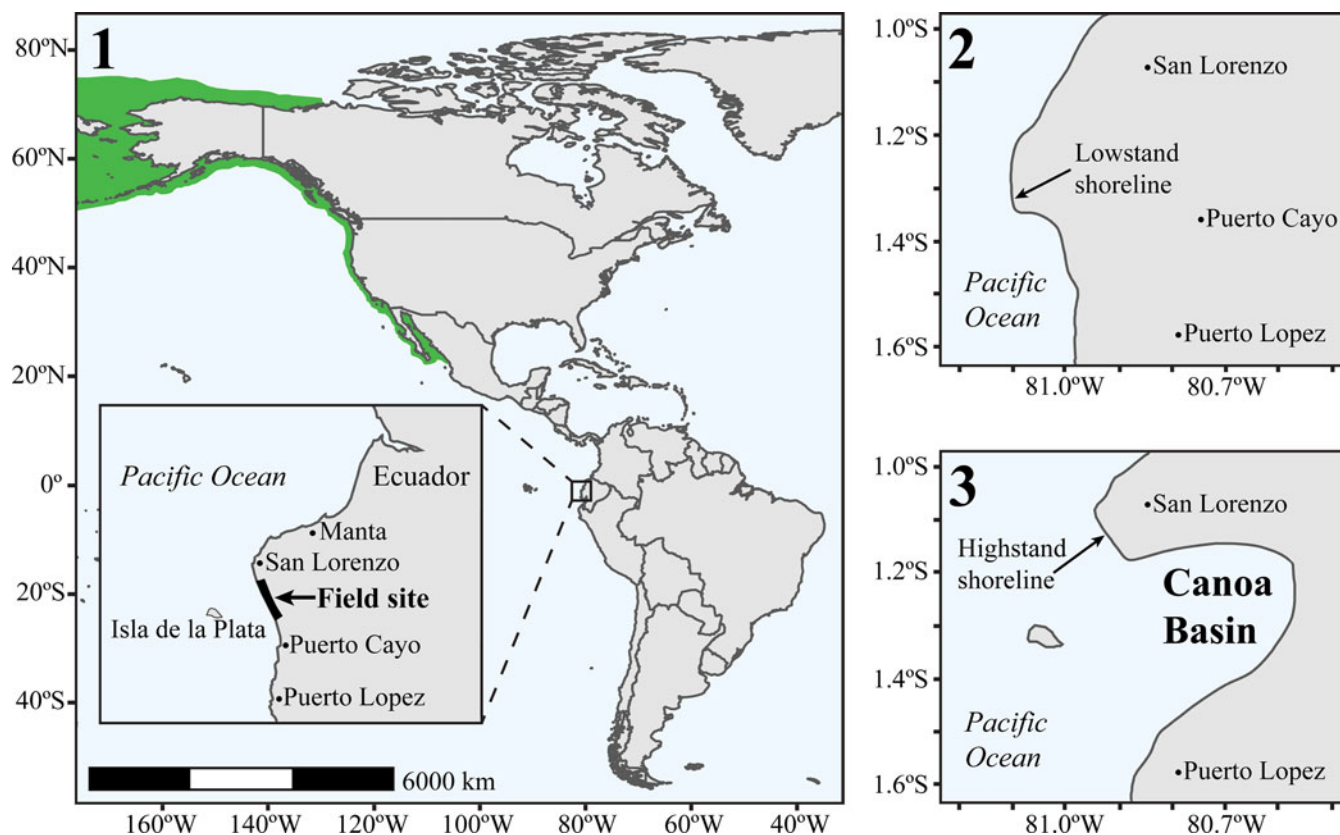 1
80ºN
60ºN
40ºN
20ºN
0º
20ºS
40ºS
160ºW
140ºW
120ºW
100ºW
80ºW
60ºW
40ºW
Pacific Ocean
Ecuador
Manta
San Lorenzo
Field site
Isla de la Plata
Puerto Cayo
Puerto Lopez
6000 km
2
1.0ºS
1.2ºS
1.4ºS
1.6ºS
81.0ºW
80.7ºW
San Lorenzo
Lowstand
shoreline
Puerto Cayo
Pacific
Ocean
Puerto Lopez
3
1.0ºS
1.2ºS
1.4ºS
1.6ºS
81.0ºW
80.7ºW
San Lorenzo
Highstand
shoreline
Canoa
Basin
Pacific
Ocean
Puerto Lopez